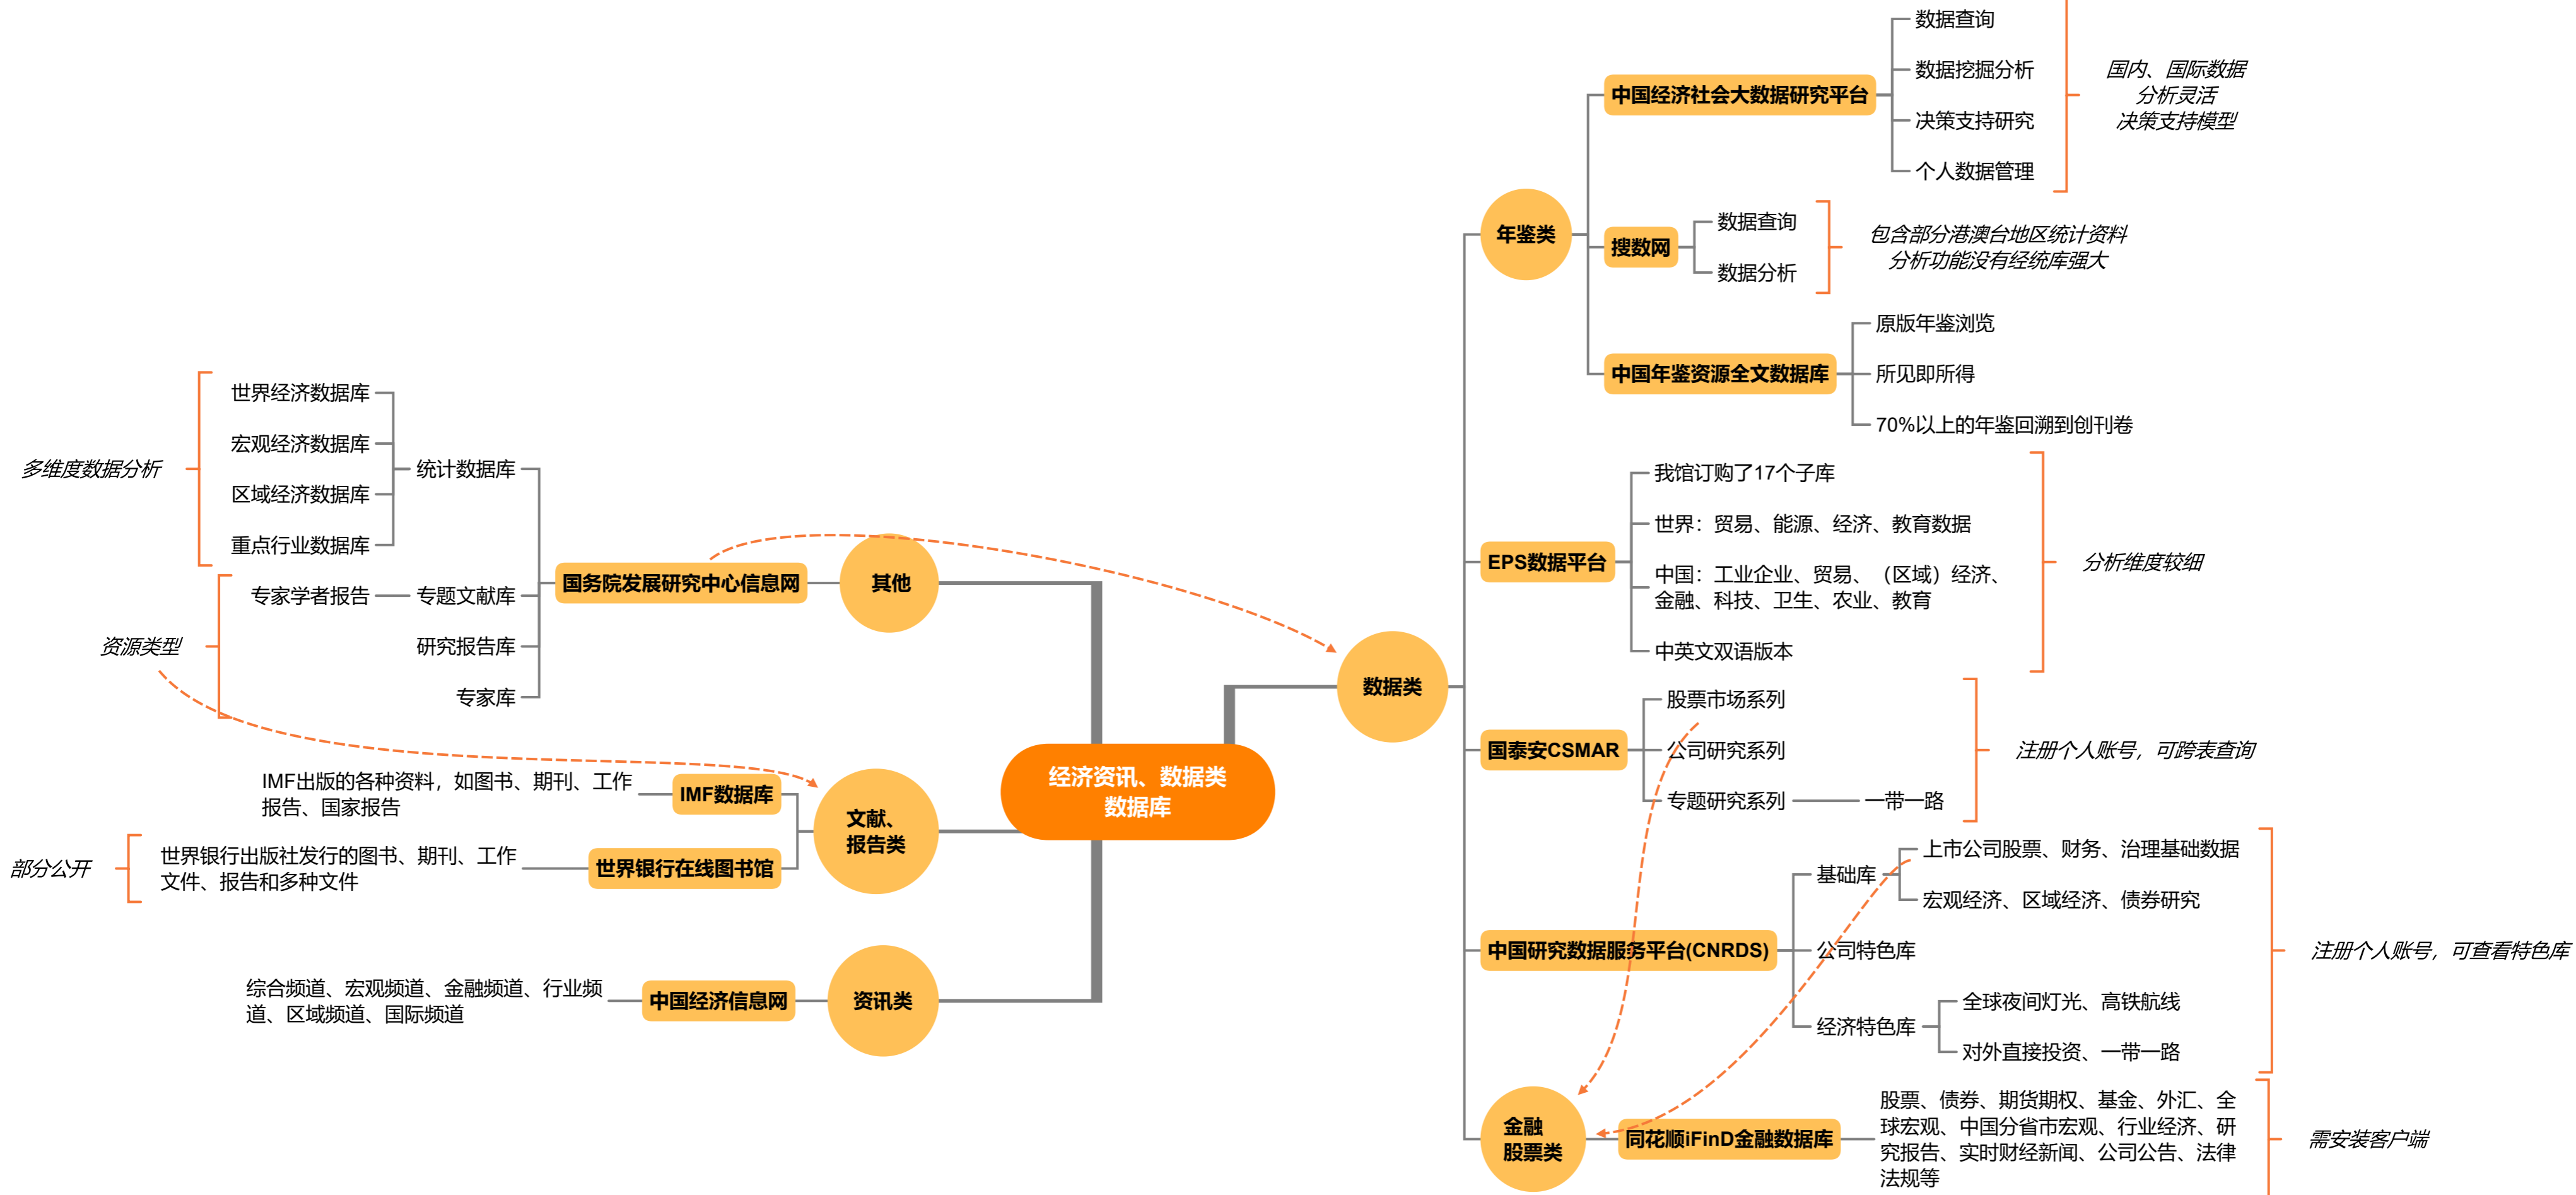 经济资讯、数据类
数据库
数据类
年鉴类
中国经济社会大数据研究平台
数据查询
数据挖掘分析
决策支持研究
个人数据管理
国内、国际数据
分析灵活
决策支持模型
搜数网
数据查询
数据分析
包含部分港澳台地区统计资料
分析功能没有经统库强大
中国年鉴资源全文数据库
原版年鉴浏览
所见即所得
70%以上的年鉴回溯到创刊卷
EPS数据平台
我馆订购了17个子库
世界：贸易、能源、经济、教育数据
中国：工业企业、贸易、（区域）经济、
金融、科技、卫生、农业、教育
中英文双语版本
分析维度较细
国泰安CSMAR
股票市场系列
公司研究系列
专题研究系列
一带一路
注册个人账号，可跨表查询
中国研究数据服务平台(CNRDS)
基础库
上市公司股票、财务、治理基础数据
宏观经济、区域经济、债券研究
公司特色库
经济特色库
全球夜间灯光、高铁航线
对外直接投资、一带一路
注册个人账号，可查看特色库
金融
股票类
同花顺iFinD金融数据库
股票、债券、期货期权、基金、外汇、全
球宏观、中国分省市宏观、行业经济、研
究报告、实时财经新闻、公司公告、法律
法规等
需安装客户端
其他
国务院发展研究中心信息网
统计数据库
世界经济数据库
宏观经济数据库
区域经济数据库
重点行业数据库
多维度数据分析
专题文献库
专家学者报告
研究报告库
专家库
资源类型
文献、
报告类
IMF数据库
IMF出版的各种资料，如图书、期刊、工作
报告、国家报告
世界银行在线图书馆
世界银行出版社发行的图书、期刊、工作
文件、报告和多种文件
部分公开
资讯类
中国经济信息网
综合频道、宏观频道、金融频道、行业频
道、区域频道、国际频道